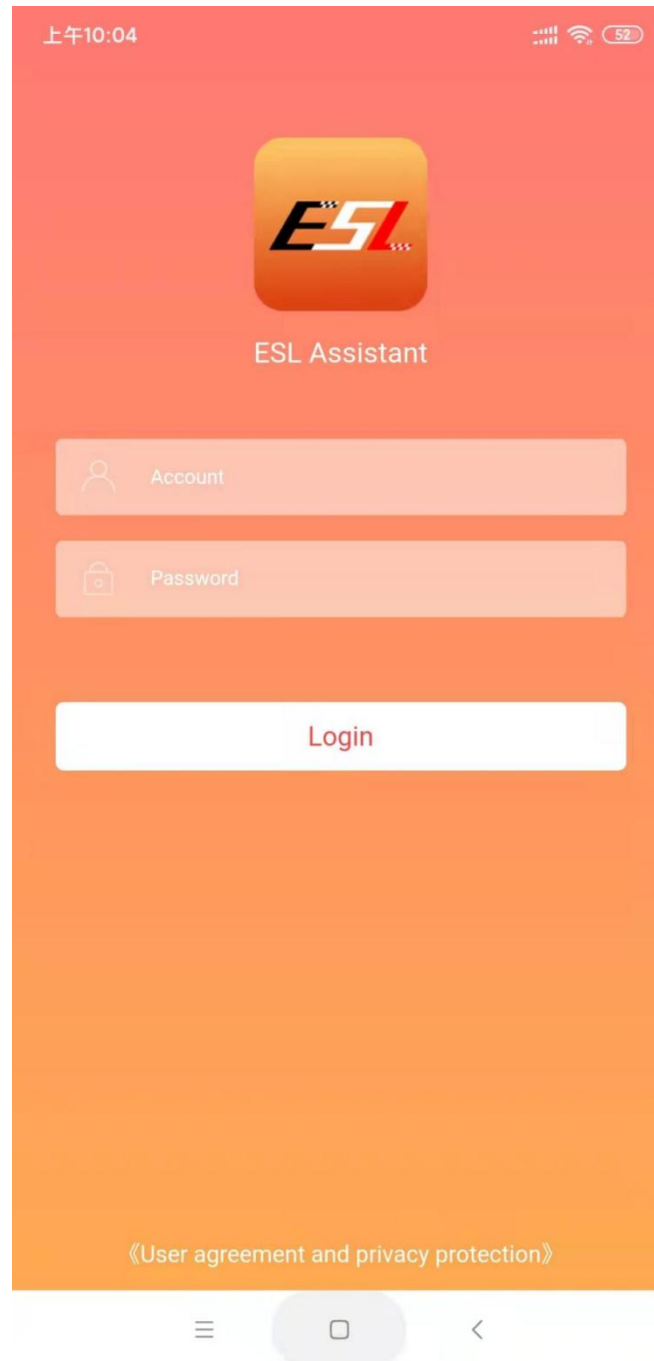 上午10:04
52
ESL
ESL Assistant
Account
Password
Login
《User agreement and privacy protection》